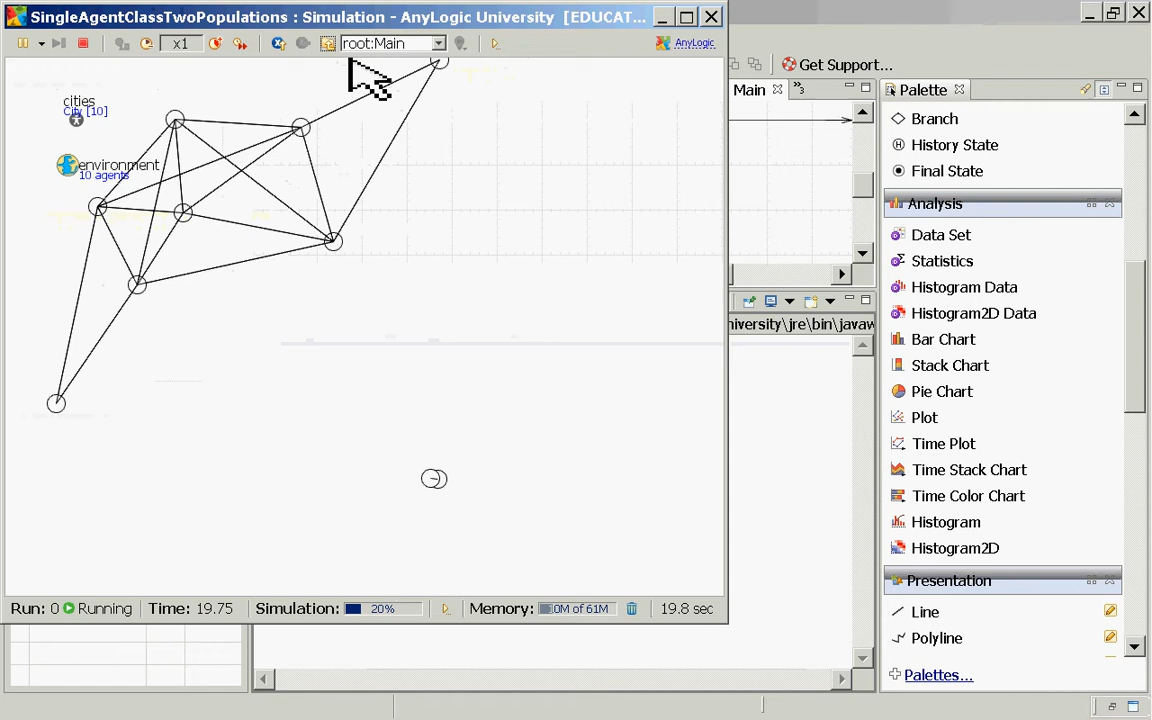 SingleAgentClassTwoPopulations : Simulation - AnyLogic University [EDUCAT...
x1
root:Main
AnyLogic
Get Support...
cities
City [10]
environment
10 agents
Main
3
Palette
Branch
History State
Final State
Analysis
Data Set
Statistics
Histogram Data
Histogram2D Data
Bar Chart
Stack Chart
Pie Chart
Plot
Time Plot
Time Stack Chart
Time Color Chart
Histogram
Histogram2D
Presentation
Line
Polyline
Palettes...
niversity\jre\bin\javaw
Run: 0 Running Time: 19.75 Simulation: 20% Memory: 0M of 61M 19.8 sec